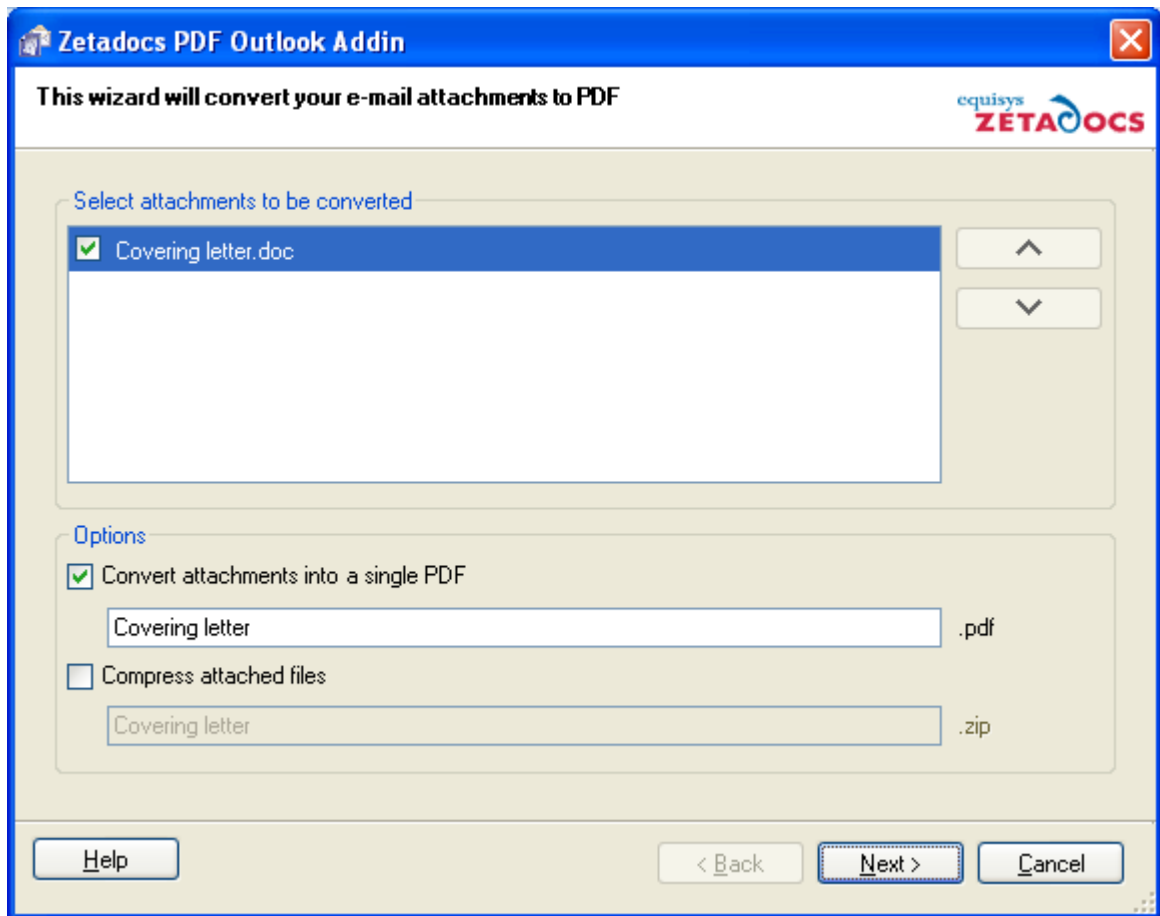 Zetadocs PDF Outlook Addin
This wizard will convert your e-mail attachments to PDF
equisys
ZETADOCS
Select attachments to be converted
Covering letter.doc
Options
Convert attachments into a single PDF
Covering letter .pdf
Compress attached files
Covering letter .zip
Help < Back Next > Cancel